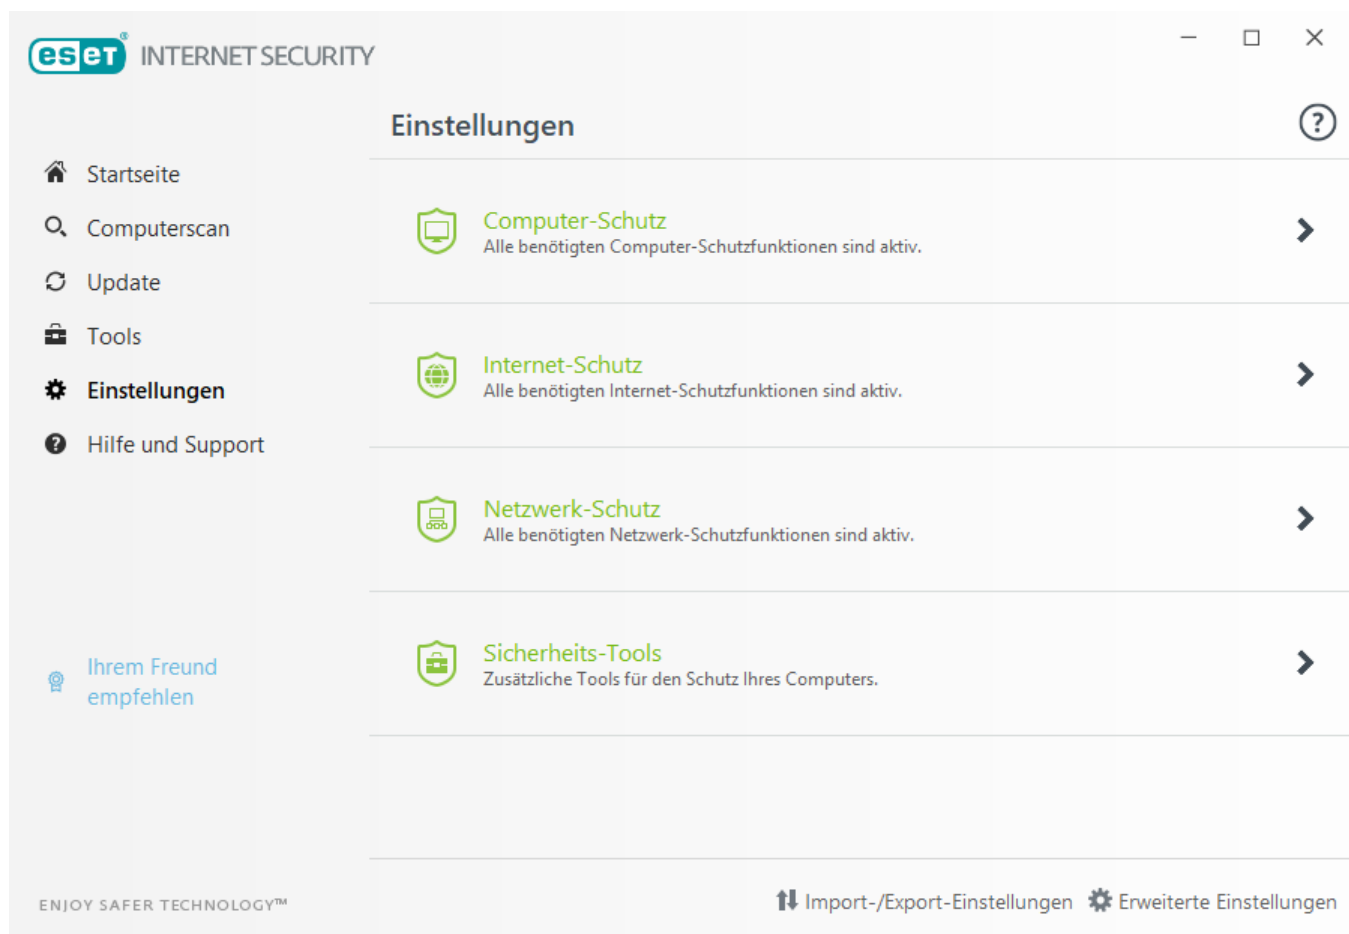 eset® INTERNET SECURITY
Einstellungen
?
Startseite
Computerscan
Update
Tools
Einstellungen
? Hilfe und Support
Ihrem Freund
empfehlen
Computer-Schutz
Alle benötigten Computer-Schutzfunktionen sind aktiv.
Internet-Schutz
Alle benötigten Internet-Schutzfunktionen sind aktiv.
Netzwerk-Schutz
Alle benötigten Netzwerk-Schutzfunktionen sind aktiv.
Sicherheits-Tools
Zusätzliche Tools für den Schutz Ihres Computers.
ENJOY SAFER TECHNOLOGY™
Import-/Export-Einstellungen Erweiterte Einstellungen